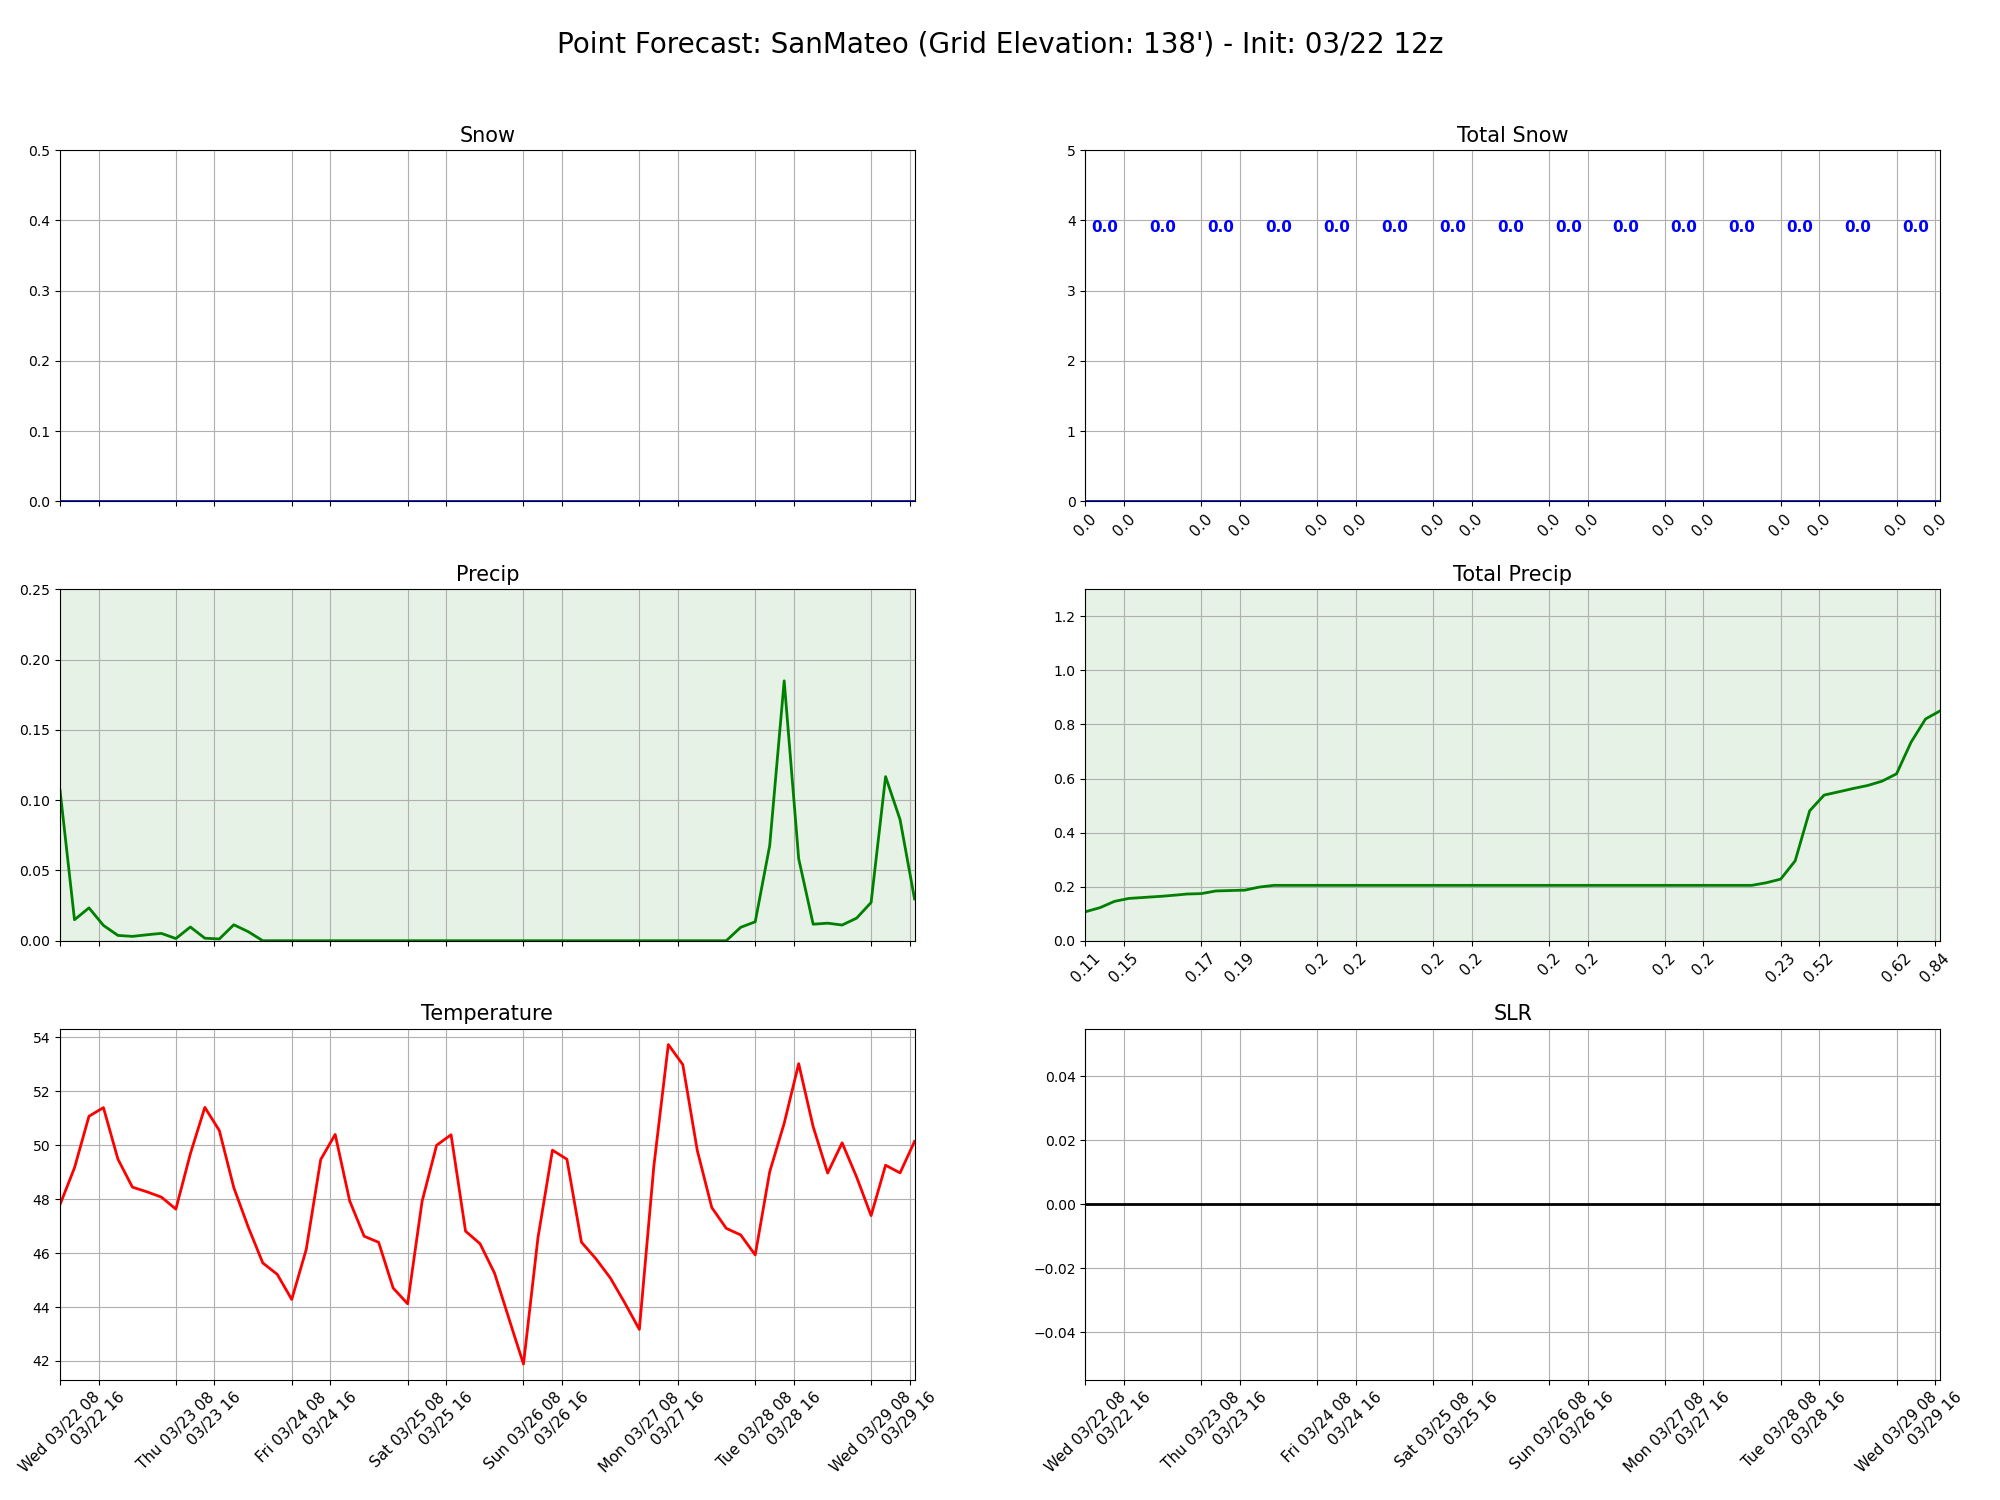 Point Forecast: SanMateo (Grid Elevation: 138') - Init: 03/22 12z
Snow
0.5
0.4
0.3
0.2
0.1
0.0
Total Snow
5
4
3
2
1
0
0.0 0.0 0.0 0.0 0.0 0.0 0.0 0.0 0.0 0.0 0.0 0.0 0.0 0.0 0.0
0.0 0.0 0.0 0.0 0.0 0.0 0.0 0.0 0.0 0.0 0.0 0.0 0.0 0.0 0.0 0.0
Precip
0.25
0.20
0.15
0.10
0.05
0.00
Total Precip
1.2
1.0
0.8
0.6
0.4
0.2
0.0
0.11 0.15 0.17 0.19 0.2 0.2 0.2 0.2 0.2 0.2 0.2 0.2 0.23 0.52 0.62 0.84
Temperature
54
52
50
48
46
44
42
Wed 03/22 08
03/22 16
Thu 03/23 08
03/23 16
Fri 03/24 08
03/24 16
Sat 03/25 08
03/25 16
Sun 03/26 08
03/26 16
Mon 03/27 08
03/27 16
Tue 03/28 08
03/28 16
Wed 03/29 08
03/29 16
SLR
0.04
0.02
0.00
−0.02
−0.04
Wed 03/22 08
03/22 16
Thu 03/23 08
03/23 16
Fri 03/24 08
03/24 16
Sat 03/25 08
03/25 16
Sun 03/26 08
03/26 16
Mon 03/27 08
03/27 16
Tue 03/28 08
03/28 16
Wed 03/29 08
03/29 16